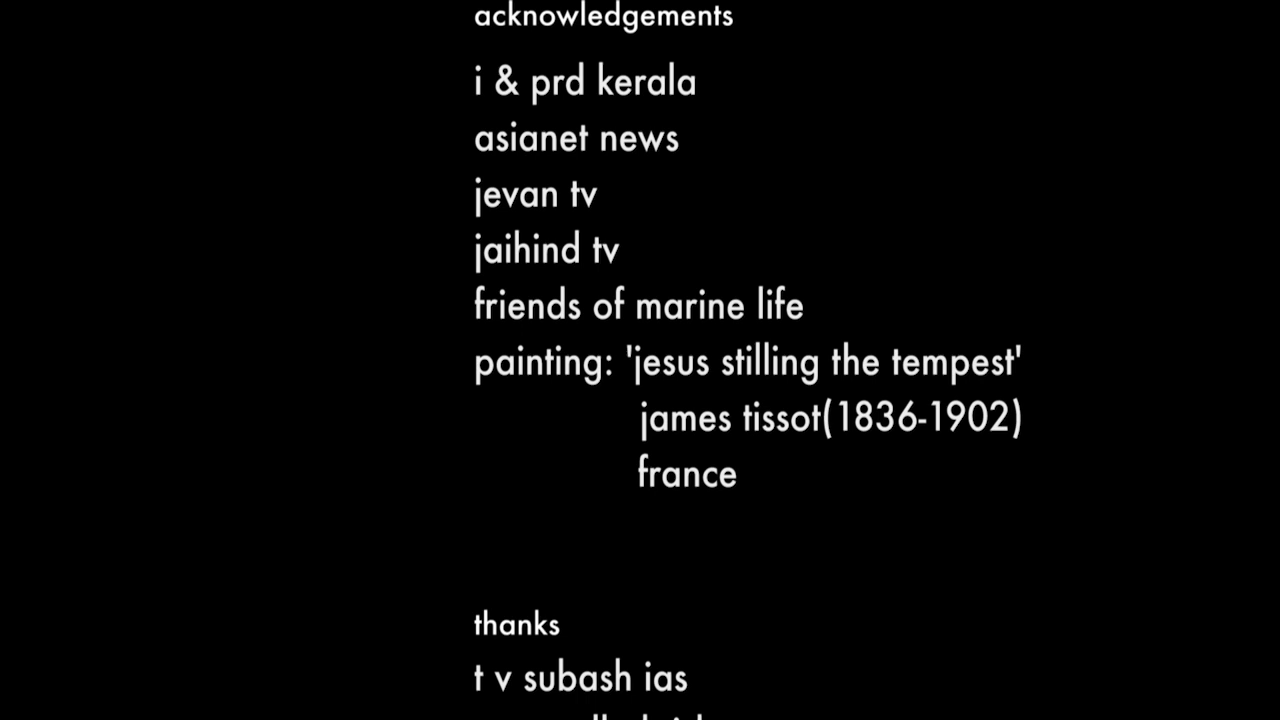 acknowledgements
i & prd kerala
asianet news
jevan tv
jaihind tv
friends of marine life
painting: 'jesus stilling the tempest'
james tissot(1836-1902)
france
thanks
t v subash ias